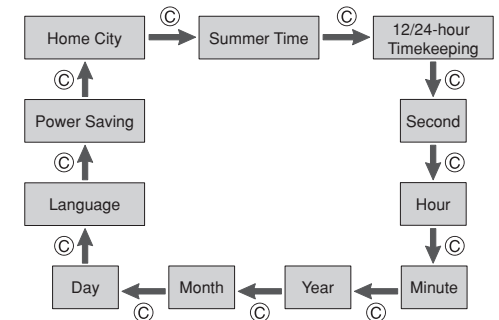 Home City
Ⓒ
Summer Time
Ⓒ
12/24-hour
Timekeeping
Ⓒ
Second
Ⓒ
Hour
Ⓒ
Minute
Ⓒ
Year
Ⓒ
Month
Ⓒ
Day
Ⓒ
Language
Ⓒ
Power Saving
Ⓒ